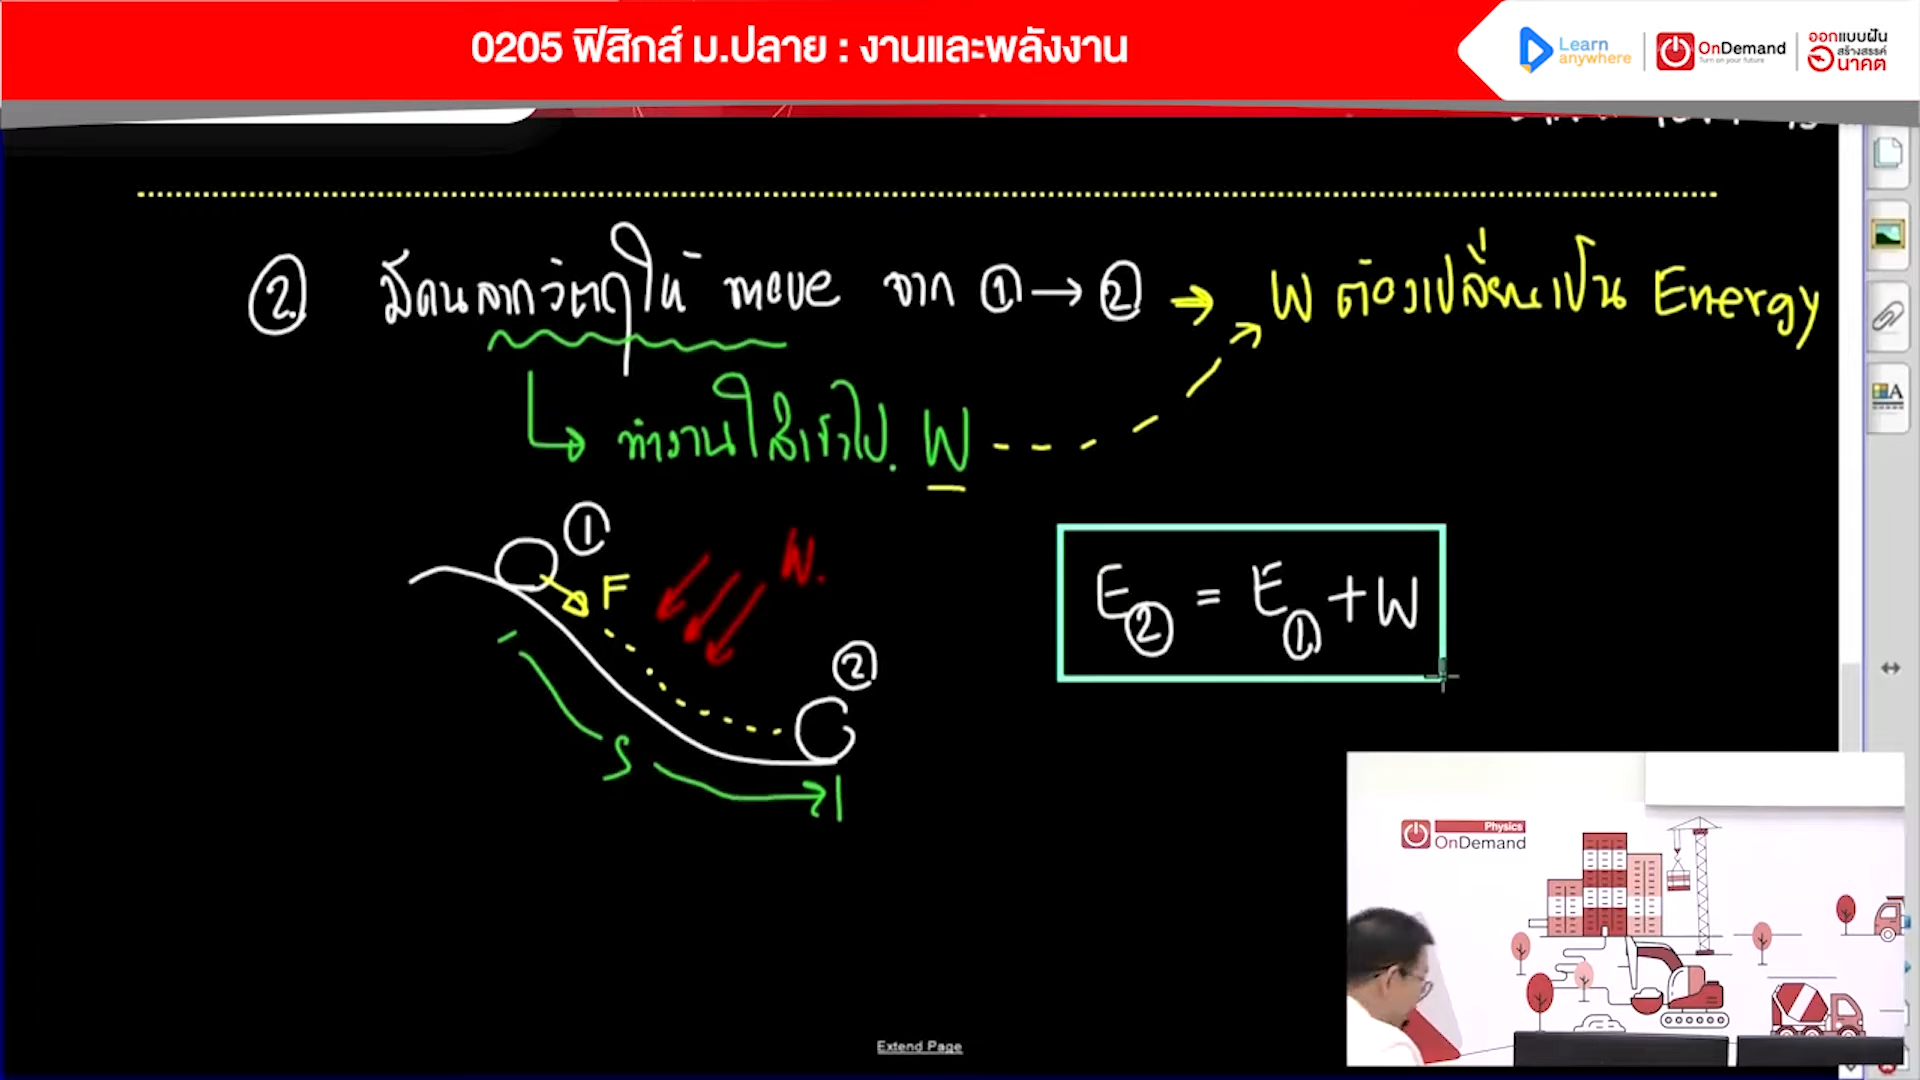 0205 ฟิสิกส์ ม.ปลาย : งานและพลังงาน
Learn anywhere
OnDemand
Turn on your future
ออกแบบฝัน
สร้างสรรค์
อนาคต
② มีคนลากวัตถุให้ move จาก ① → ② → W ต้องเปลี่ยนเป็น Energy
↳ ทำงานใส่เข้าไป. W
①
F
W.
②
S
E② = E① + W
Physics
OnDemand
Extend Page